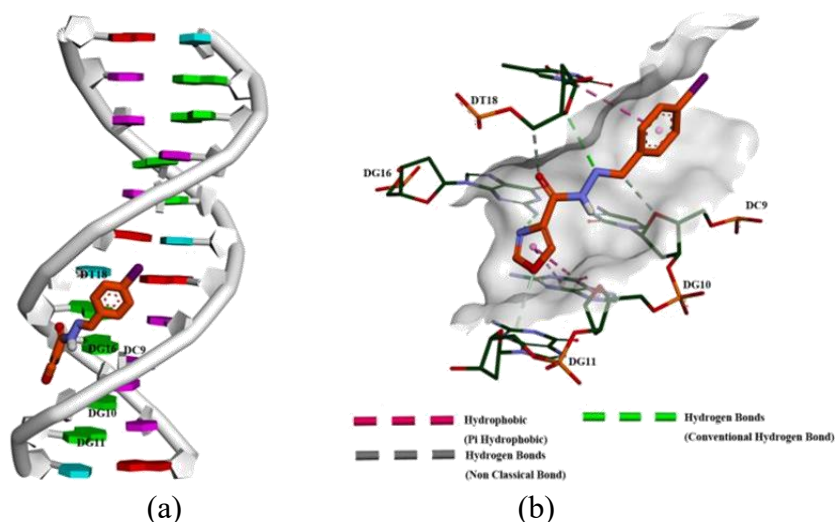 DT18
DG16 DC9
DG10
DG11
(a)
DT18
DG16
DC9
DG10
DG11
Hydrophobic
(Pi Hydrophobic)
Hydrogen Bonds
(Non Classical Bond)
Hydrogen Bonds
(Conventional Hydrogen Bond)
(b)